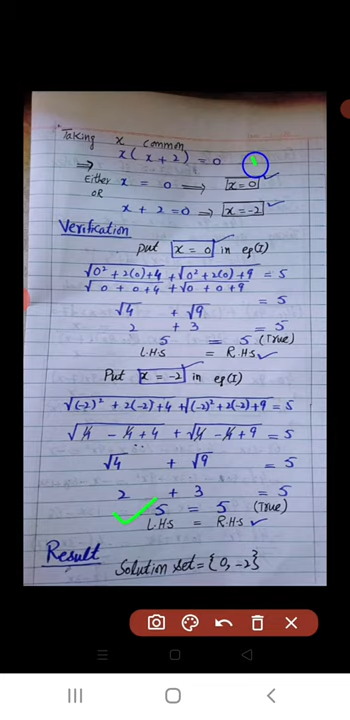 Taking x common
x(x+2) = 0
⇒
Either x = 0 ⟹ x=0 ✓
OR
x + 2 = 0 ⟹ x=-2 ✓
Verification
put x = 0 in eq(I)
√0²+2(0)+4 + √0²+2(0)+9 = 5
√0+0+4 + √0+0+9 = 5
√4 + √9
2 + 3 = 5
5 = 5 (True)
L.H.S = R.H.S ✓
Put x = -2 in eq(I)
√(-2)² + 2(-2)+4 + √(-2)²+2(-2)+9 = 5
√4 - 4 + 4 + √4 - 4 + 9 = 5
√4 + √9 = 5
2 + 3 = 5
5 = 5 (True)
L.H.S = R.H.S ✓
Result Solution set = {0, -2}